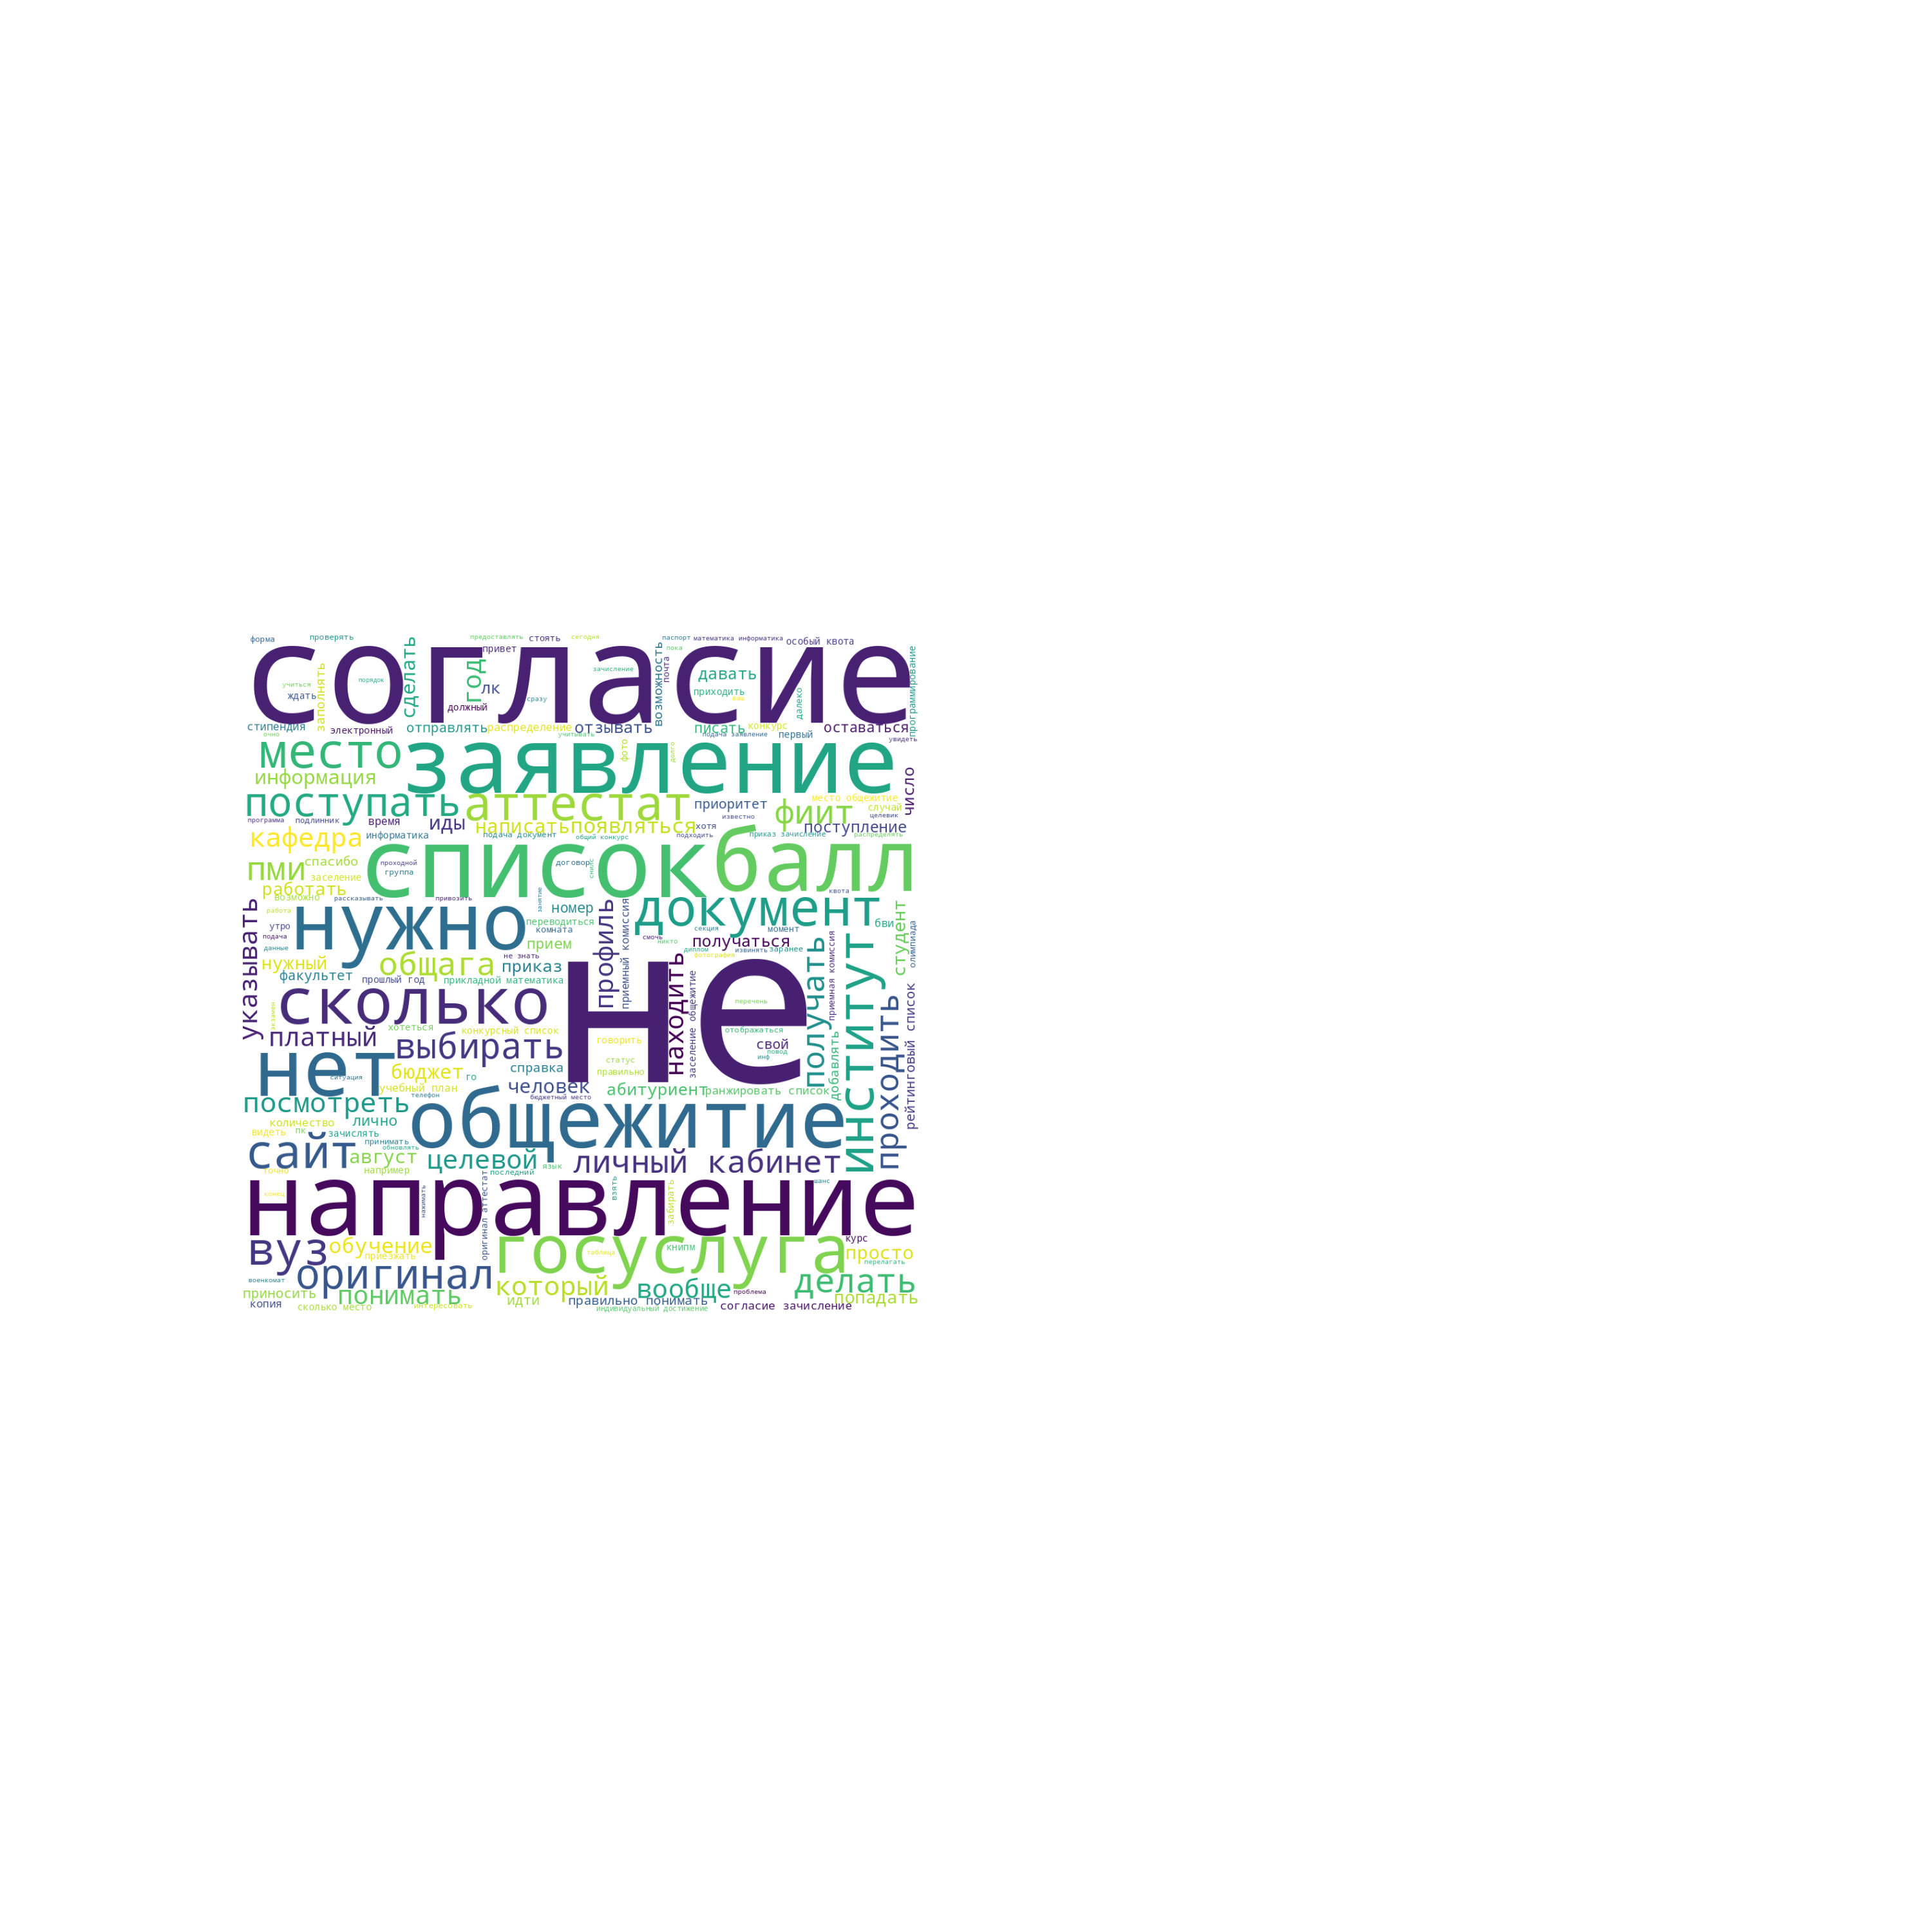 форма
проверять
предоставлять
стоять
сегодня
паспорт
математика информатика
особый квота
согласие
привет
пока
сделать
год
возможность
почта
программирование
зачисление
давать
учиться
порядок
заполнять
ждать
лк
приходить
далеко
сразу
должный
стипендия
электронный
отправлять
распределение
отзывать
писать
конкурс
оставаться
очно
учитывать
подача заявление
первый
увидеть
место
заявление
фото
долго
информация
число
поступать
аттестат
приоритет
фиит
место общежитие
случай
программа
подлинник
время
иды
написать
появляться
хотя
известно
поступление
целевик
кафедра
информатика
подача документ
общий конкурс
подходить
приказ зачисление
распределять
список
балл
пми
спасибо
проходной
группа
договор
снилс
заселение
работать
возможно
рассказывать
привозить
занятие
квота
нужно
документ
работа
номер
утро
переводиться
комната
бви
студент
олимпиада
указывать
профиль
приемный комиссия
секция
момент
подача
данные
прием
смочь
никто
получаться
диплом
извинять
заранее
нужный
общага
приказ
не знать
фотография
не
находить
получать
приемная комиссия
институт
факультет
прошлый год
прикладной математика
сколько
перечень
заселение общежитие
проходить
рейтинговый список
экзамен
хотеться
конкурсный список
отображаться
платный
выбирать
говорить
свой
повод
инф
нет
статус
справка
правильно
добавлять
бюджет
го
ситуация
учебный план
человек
абитуриент
ранжировать список
посмотреть
телефон
бюджетный место
общежитие
количество
лично
видеть
пк
зачислять
принимать
обновлять
сайт
август
целевой
язык
личный кабинет
точно
например
последний
шанс
направление
нажимать
оригинал аттестат
взять
забирать
вуз
обучение
приезжать
госуслуга
таблица
книпм
курс
просто
оригинал
перелагать
военкомат
который
вообще
делать
приносить
понимать
проблема
попадать
копия
сколько место
интересовать
идти
правильно понимать
индивидуальный достижение
согласие зачисление